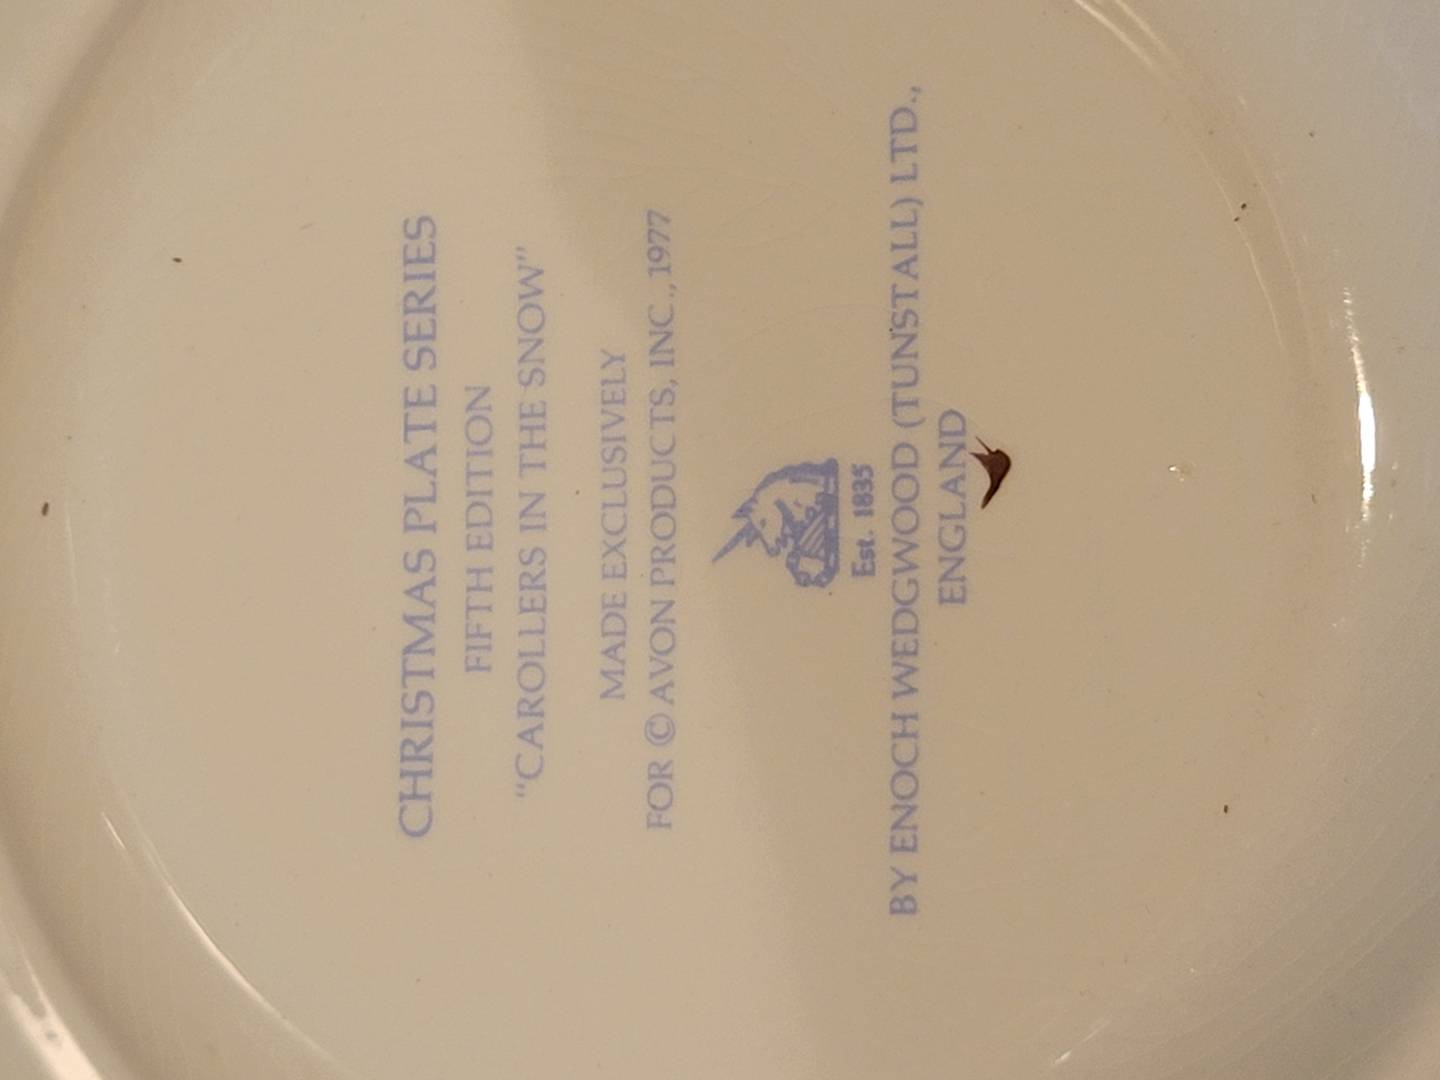 CHRISTMAS PLATE SERIES
FIFTH EDITION
"CAROLLERS IN THE SNOW"
MADE EXCLUSIVELY
FOR © AVON PRODUCTS, INC., 1977
Est. 1835
BY ENOCH WEDGWOOD (TUNSTALL) LTD.,
ENGLAND